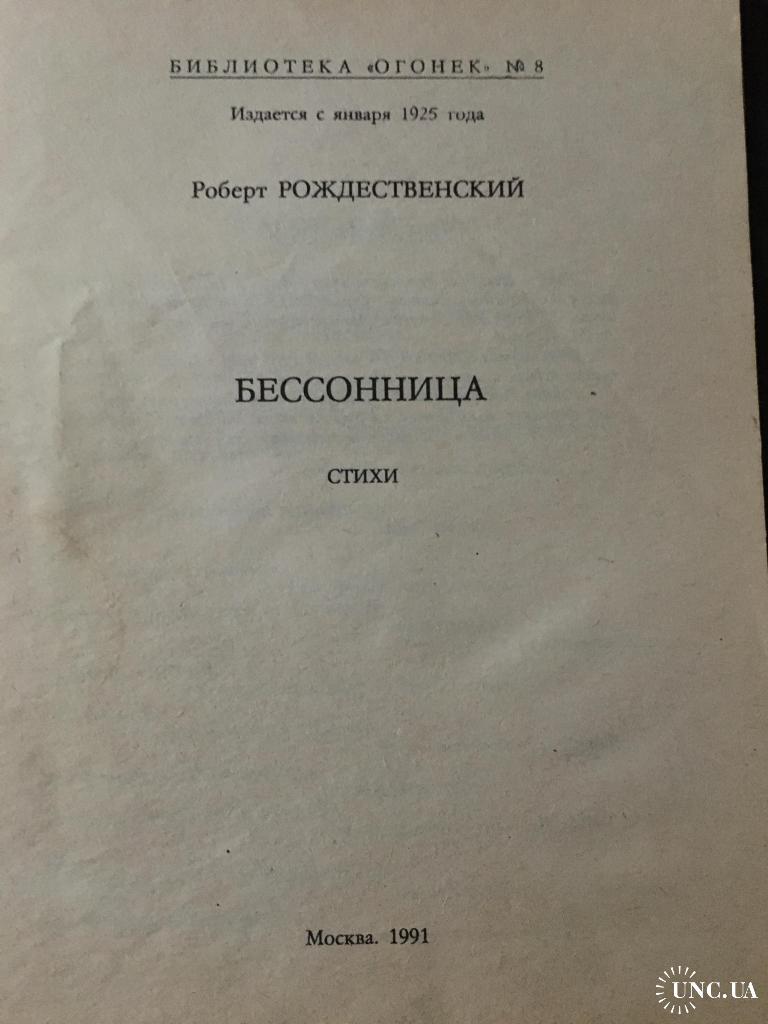 БИБЛИОТЕКА «ОГОНЕК» № 8
Издается с января 1925 года
Роберт РОЖДЕСТВЕНСКИЙ
БЕССОННИЦА
СТИХИ
Москва. 1991
UNC.UA